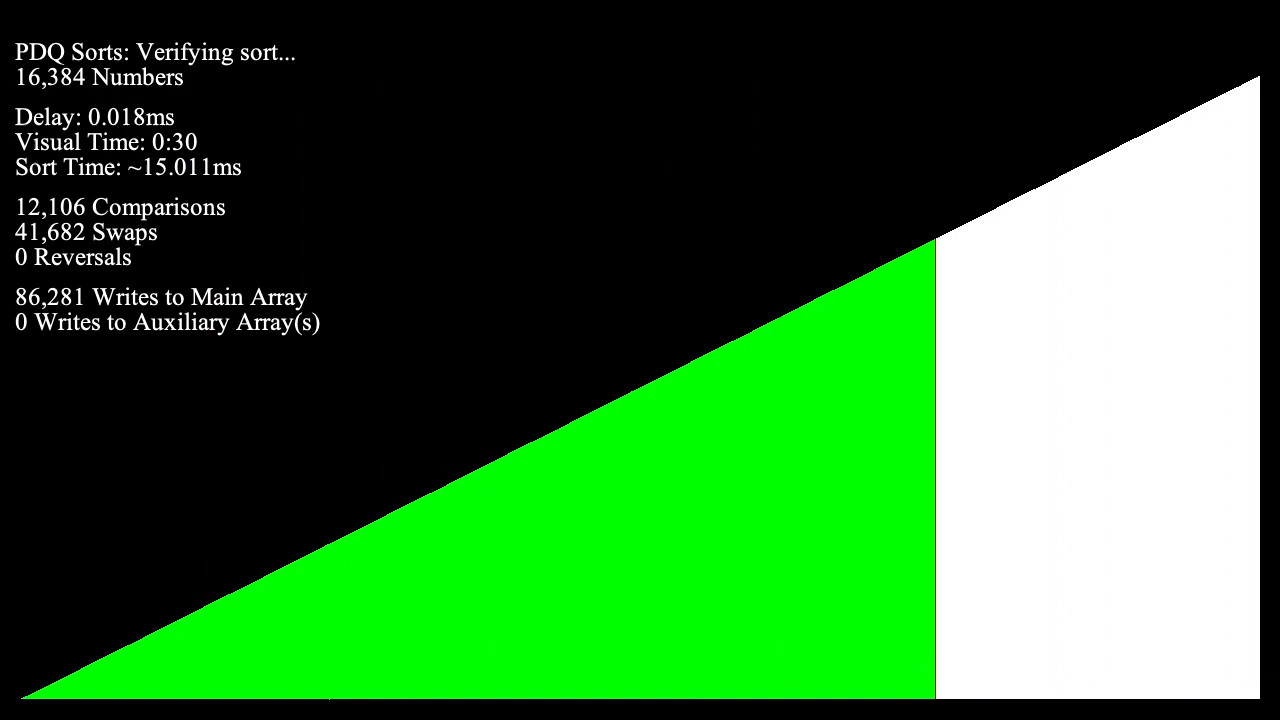 PDQ Sorts: Verifying sort...
16,384 Numbers
Delay: 0.018ms
Visual Time: 0:30
Sort Time: ~15.011ms
12,106 Comparisons
41,682 Swaps
0 Reversals
86,281 Writes to Main Array
0 Writes to Auxiliary Array(s)